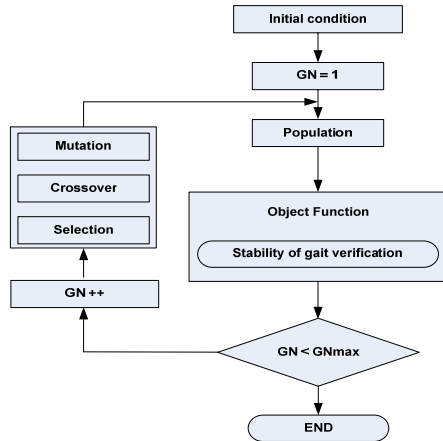 Initial condition
GN = 1
Population
Mutation
Crossover
Selection
Object Function
Stability of gait verification
GN ++
GN < GNmax
END